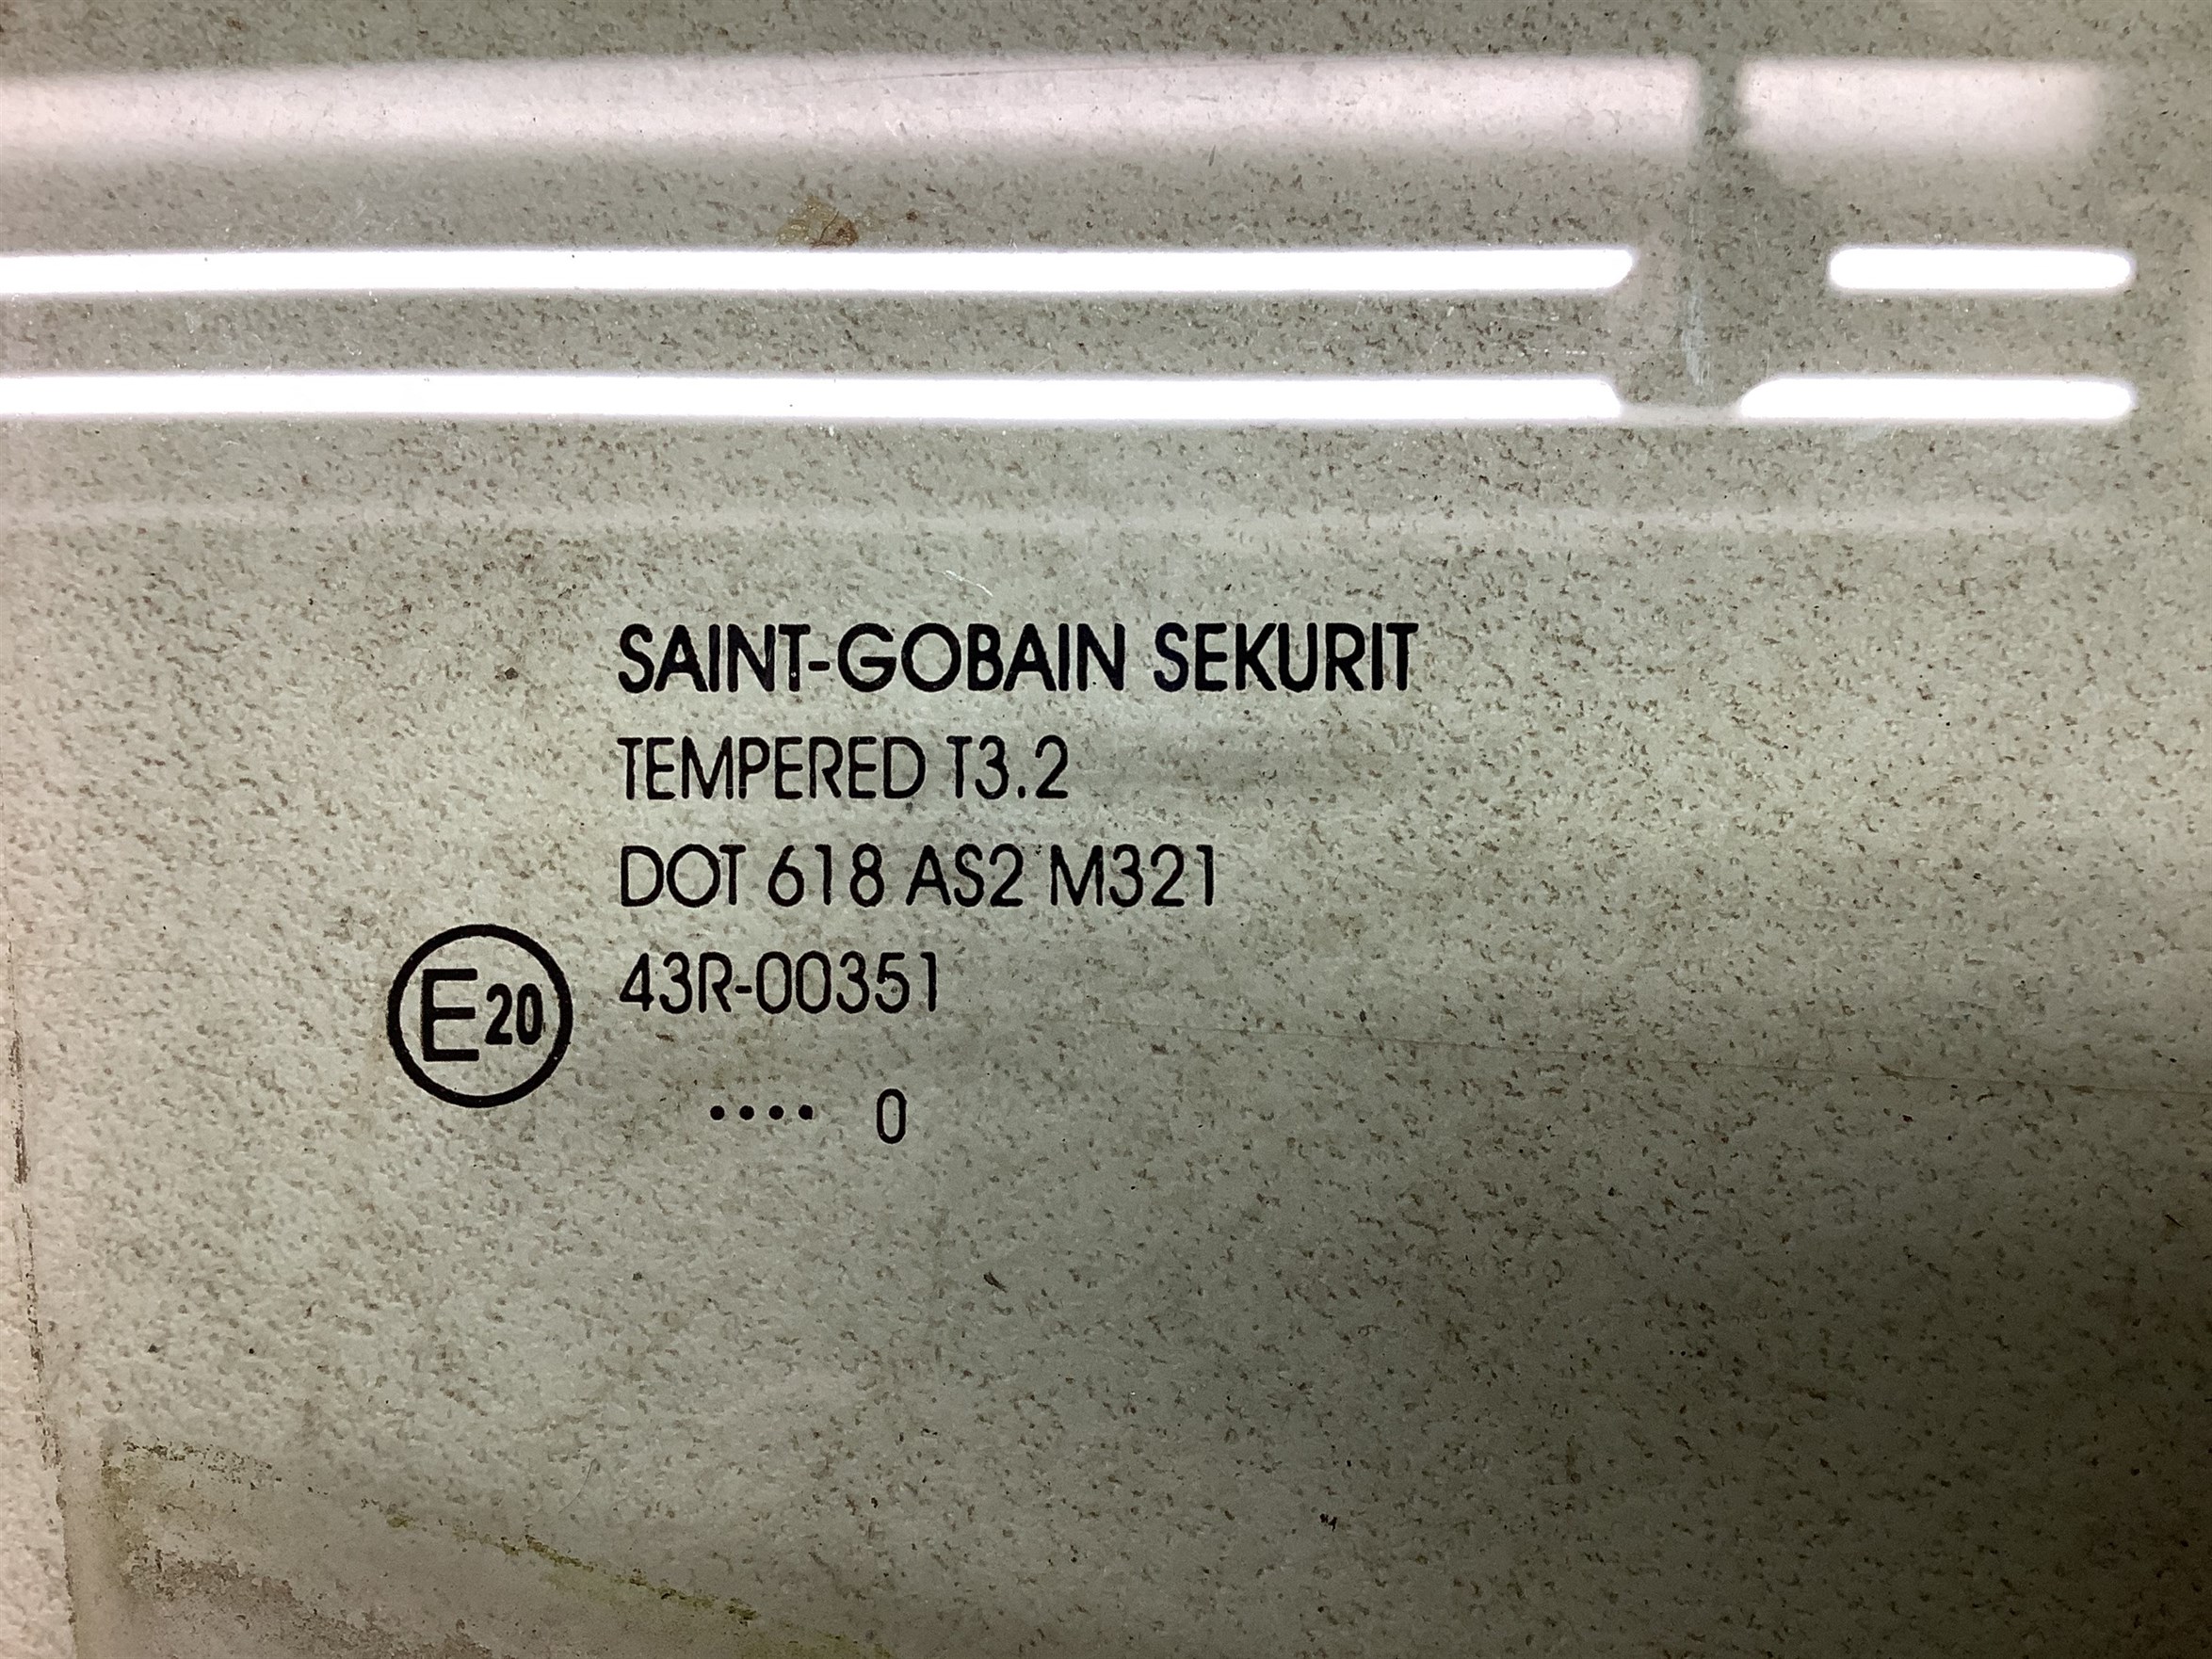 SAINT-GOBAIN SEKURIT
TEMPERED T3.2
DOT 618 AS2 M321
E20 43R-00351
.... 0